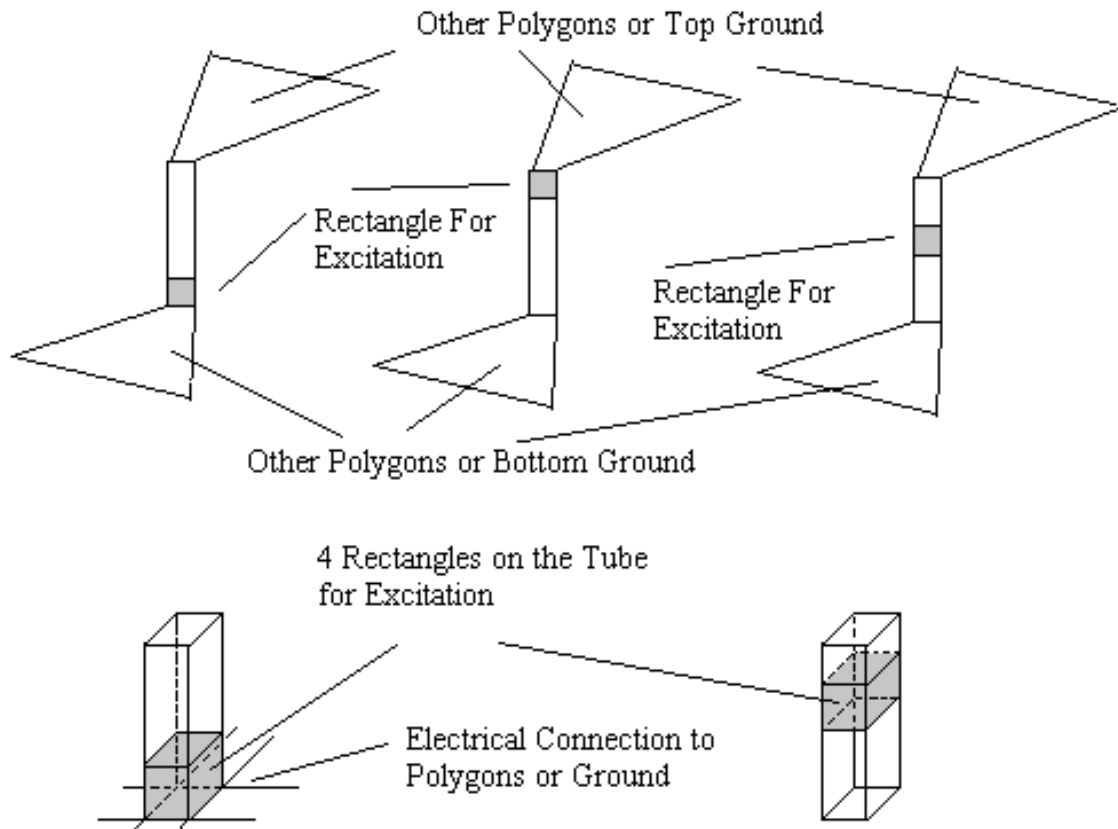 Other Polygons or Top Ground
Rectangle For
Excitation
Rectangle For
Excitation
Other Polygons or Bottom Ground
4 Rectangles on the Tube
for Excitation
Electrical Connection to
Polygons or Ground